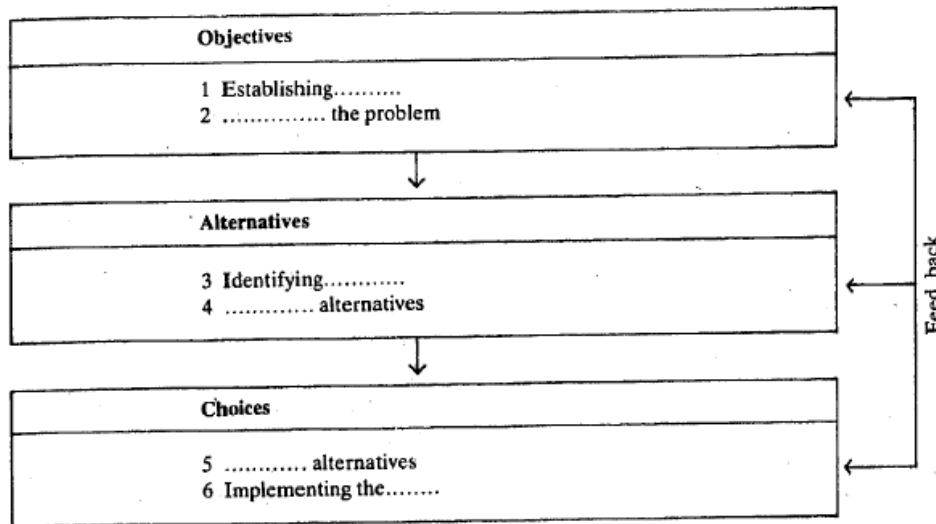 Objectives
1 Establishing..........
2 ............... the problem
Alternatives
3 Identifying............
4 ............. alternatives
Choices
5 ............ alternatives
6 Implementing the........
Feed back